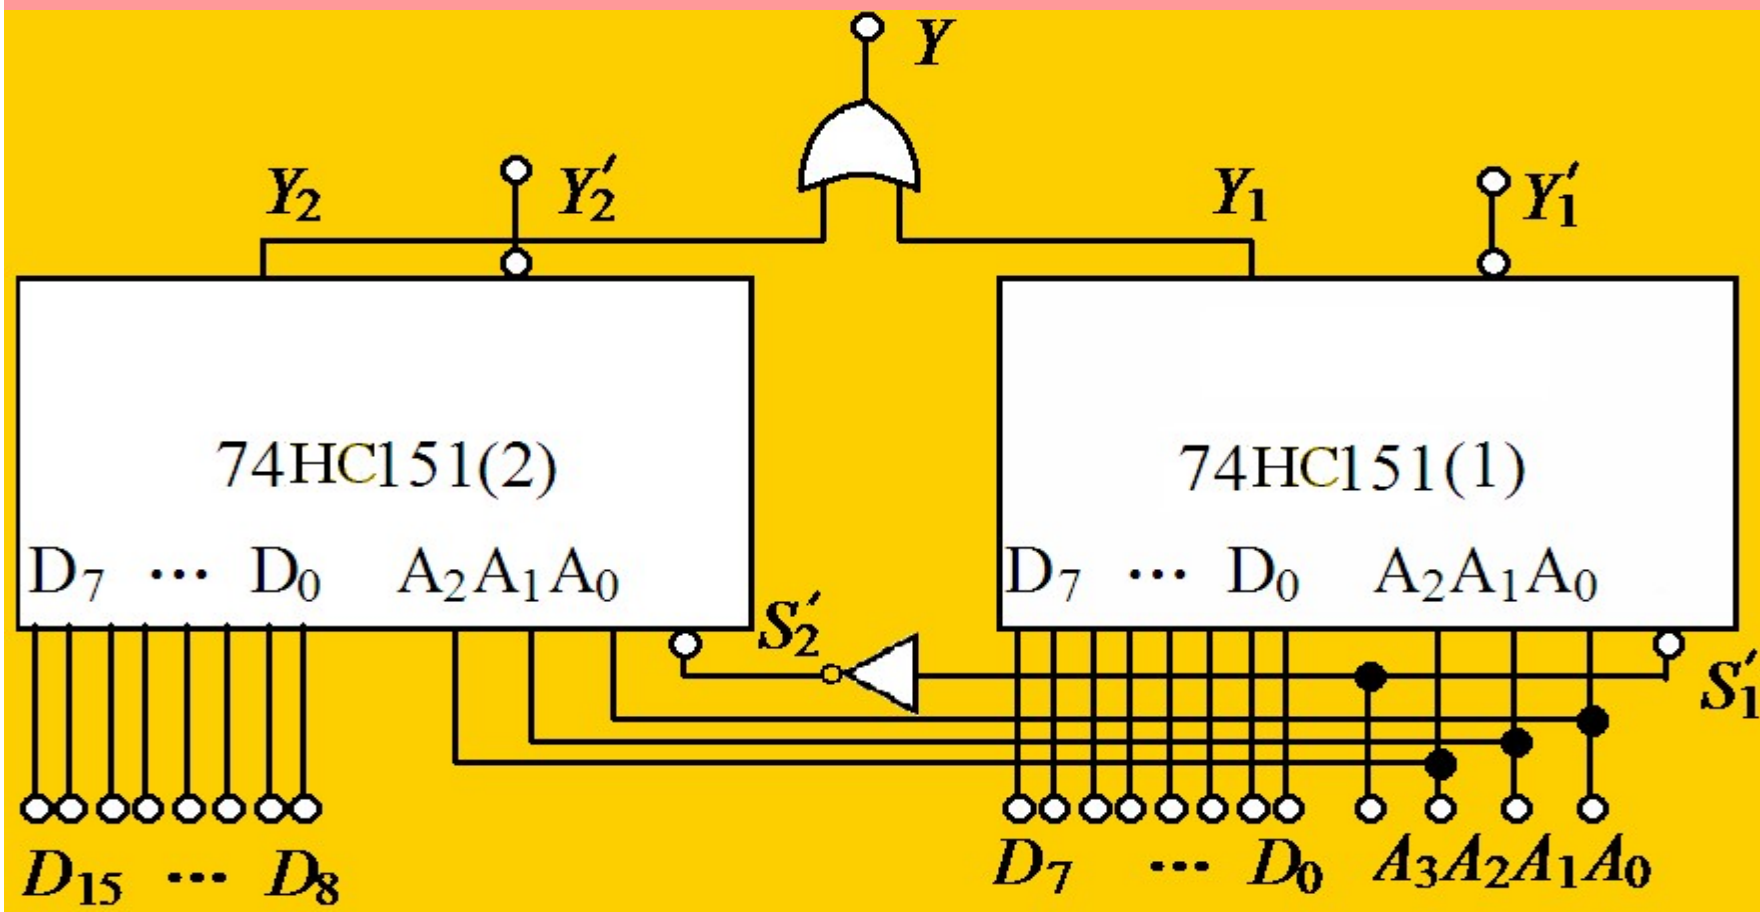 Y
Y₂ Y₂′ Y₁ Y₁′
74HC151(2) 74HC151(1)
D₇ ··· D₀ A₂A₁A₀ D₇ ··· D₀ A₂A₁A₀
S₂′ S₁′
D₁₅ ··· D₈ D₇ ··· D₀ A₃A₂A₁A₀